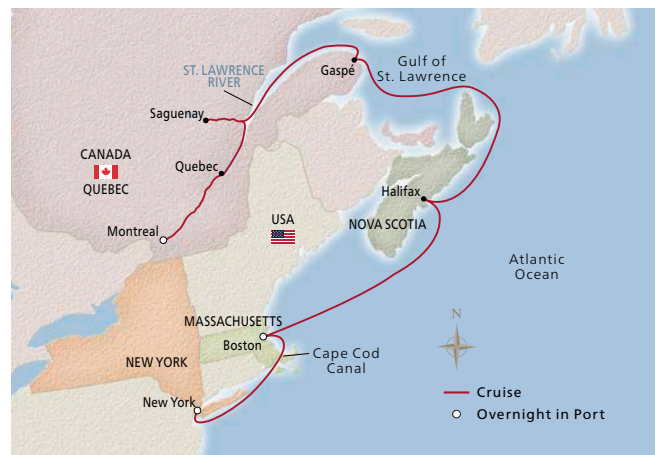 Gulf of
St. Lawrence
Gaspé
ST. LAWRENCE
RIVER
Saguenay
CANADA
QUEBEC
Quebec
Montreal
Halifax
NOVA SCOTIA
USA
Atlantic
Ocean
MASSACHUSETTS
Boston
Cape Cod
Canal
NEW YORK
New York
N
Cruise
Overnight in Port